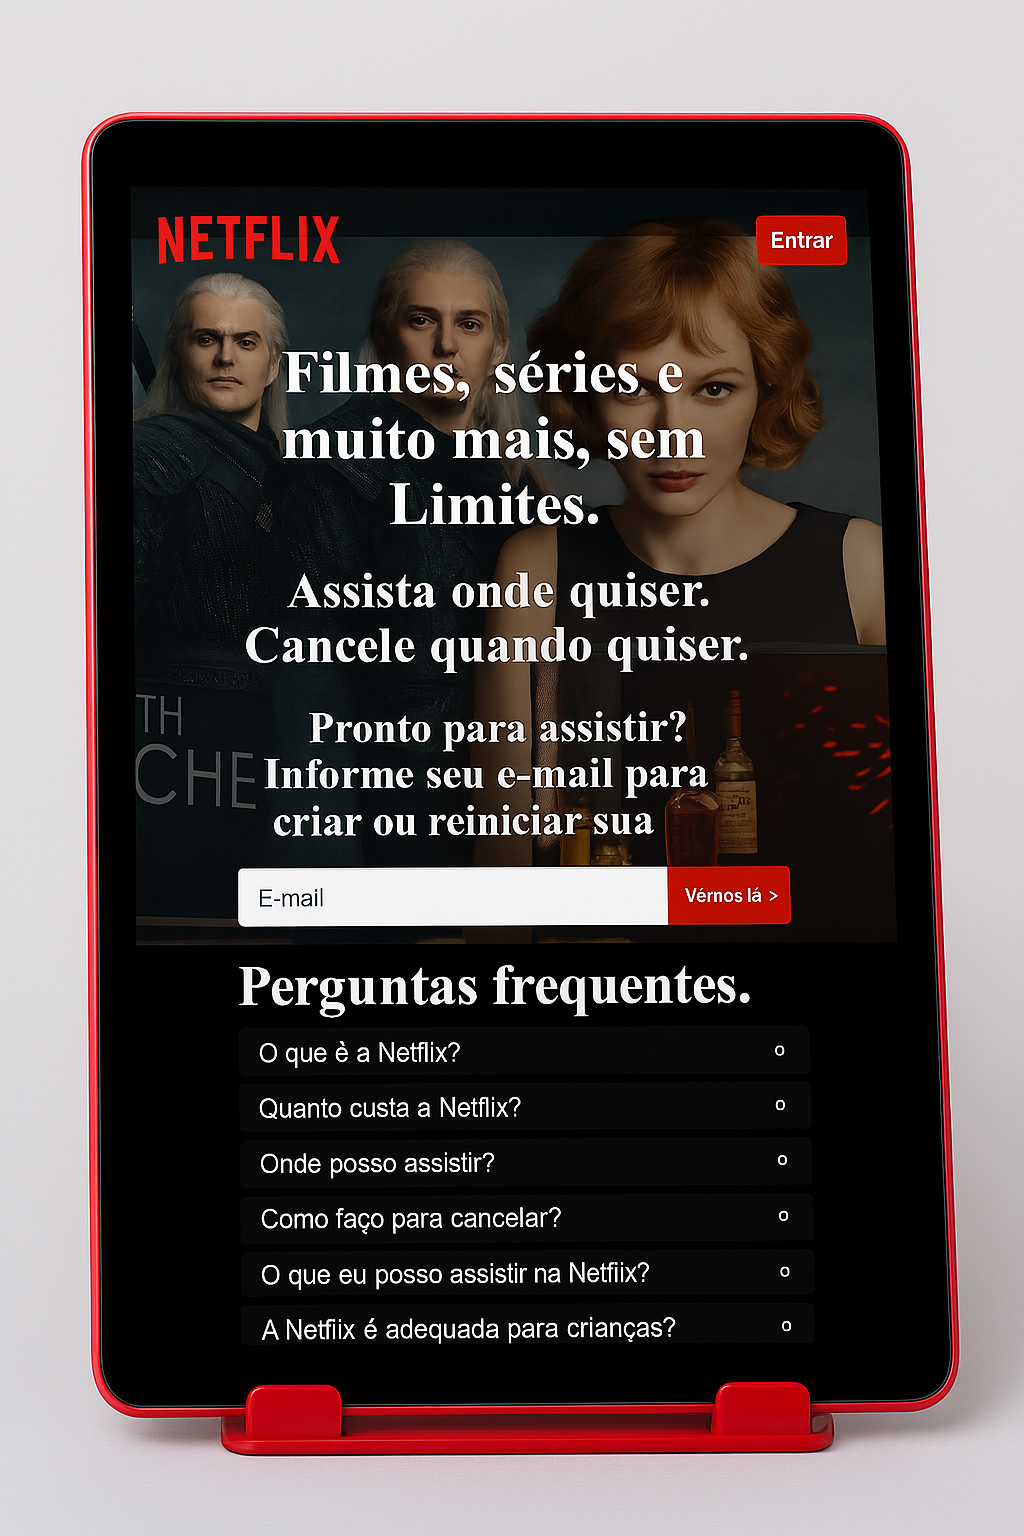 NETFLIX
Entrar
Filmes, séries e
muito mais, sem
Limites.
Assista onde quiser.
Cancele quando quiser.
TH
CHE
Pronto para assistir?
Informe seu e-mail para
criar ou reiniciar sua
E-mail
Vérnos lá >
Perguntas frequentes.
O que è a Netflix?
Quanto custa a Netflix?
Onde posso assistir?
Como faço para cancelar?
O que eu posso assistir na Netfiix?
A Netfiix é adequada para crianças?